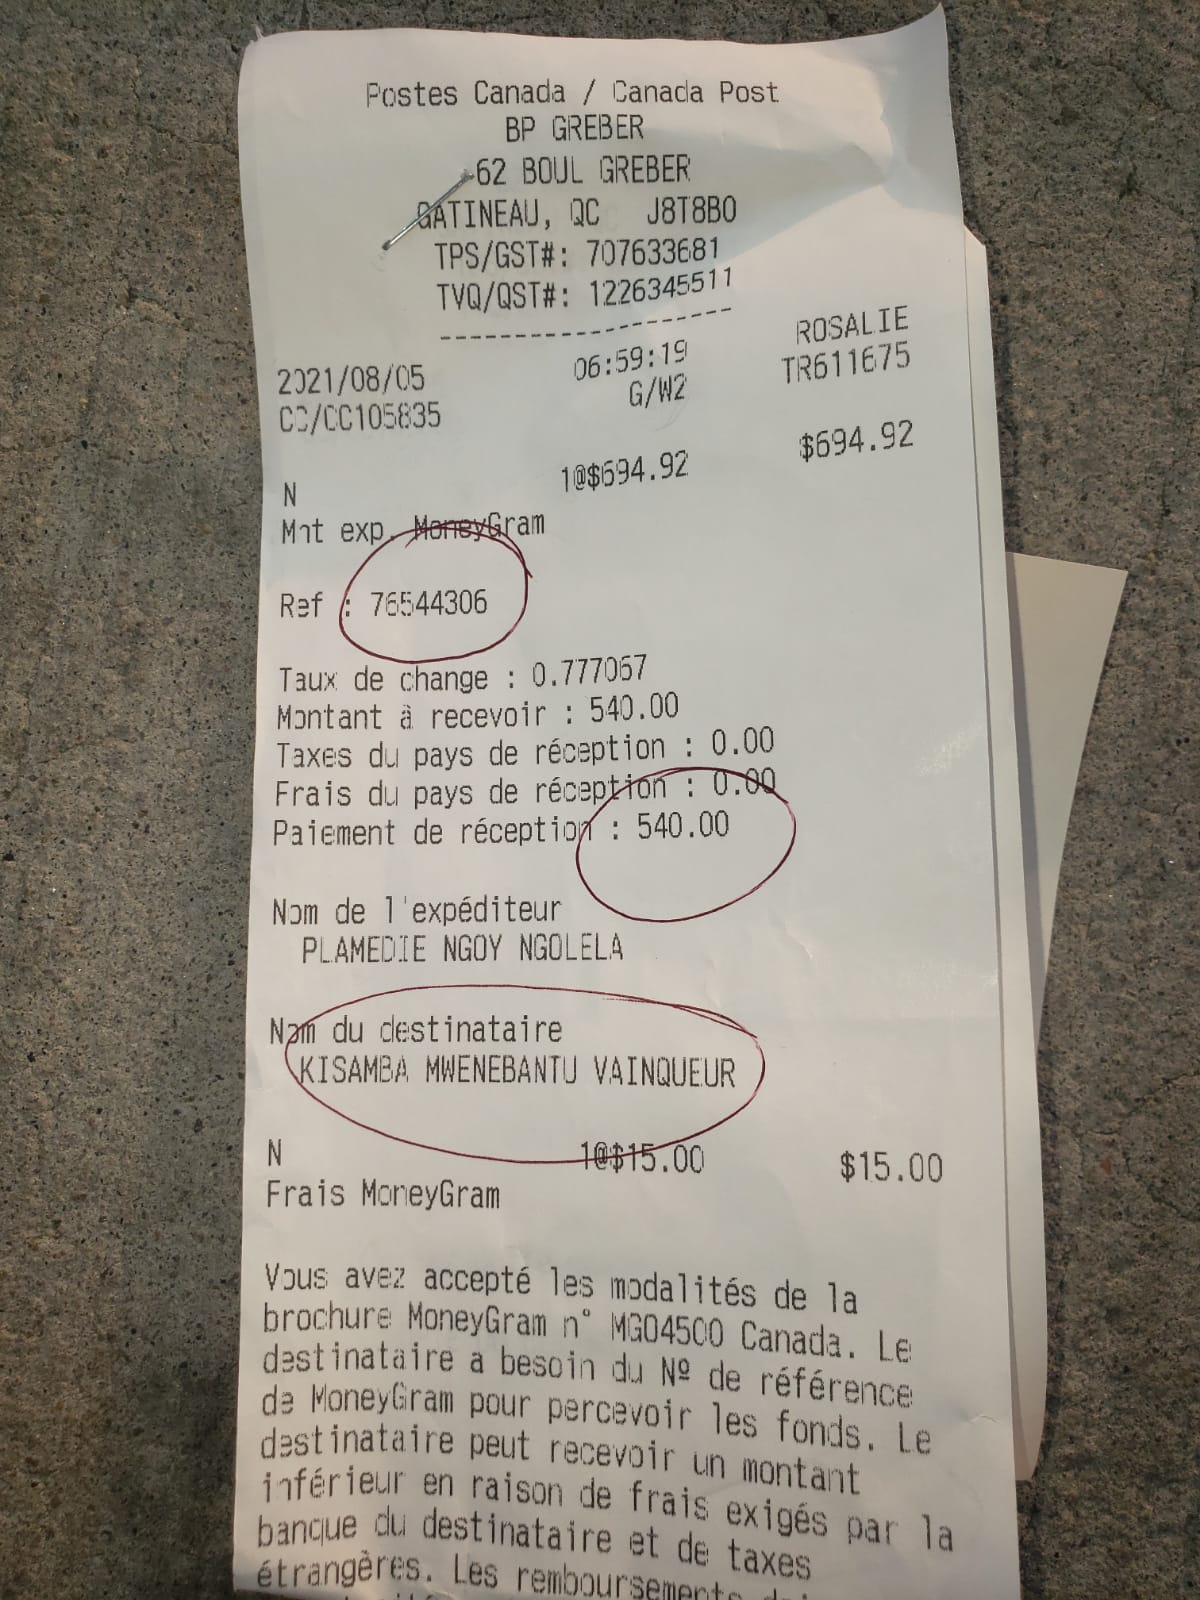 Postes Canada / Canada Post
BP GREBER
62 BOUL GREBER
GATINEAU, QC J8T8B0
TPS/GST#: 707633681
TVQ/QST#: 1226345511
--------------------
2021/08/05 06:59:19 ROSALIE
CC/CC105835 G/W2 TR611675
N 1@$694.92 $694.92
Mnt exp. MoneyGram
Ref : 76544306
Taux de change : 0.777067
Montant à recevoir : 540.00
Taxes du pays de réception : 0.00
Frais du pays de réception : 0.00
Paiement de réception : 540.00
Nom de l'expéditeur
PLAMEDIE NGOY NGOLELA
Nom du destinataire
KISAMBA MWENEBANTU VAINQUEUR
N 1@$15.00 $15.00
Frais MoneyGram
Vous avez accepté les modalités de la
brochure MoneyGram n° MG04500 Canada. Le
destinataire a besoin du Nº de référence
de MoneyGram pour percevoir les fonds. Le
destinataire peut recevoir un montant
inférieur en raison de frais exigés par la
banque du destinataire et de taxes
étrangères. Les remboursements